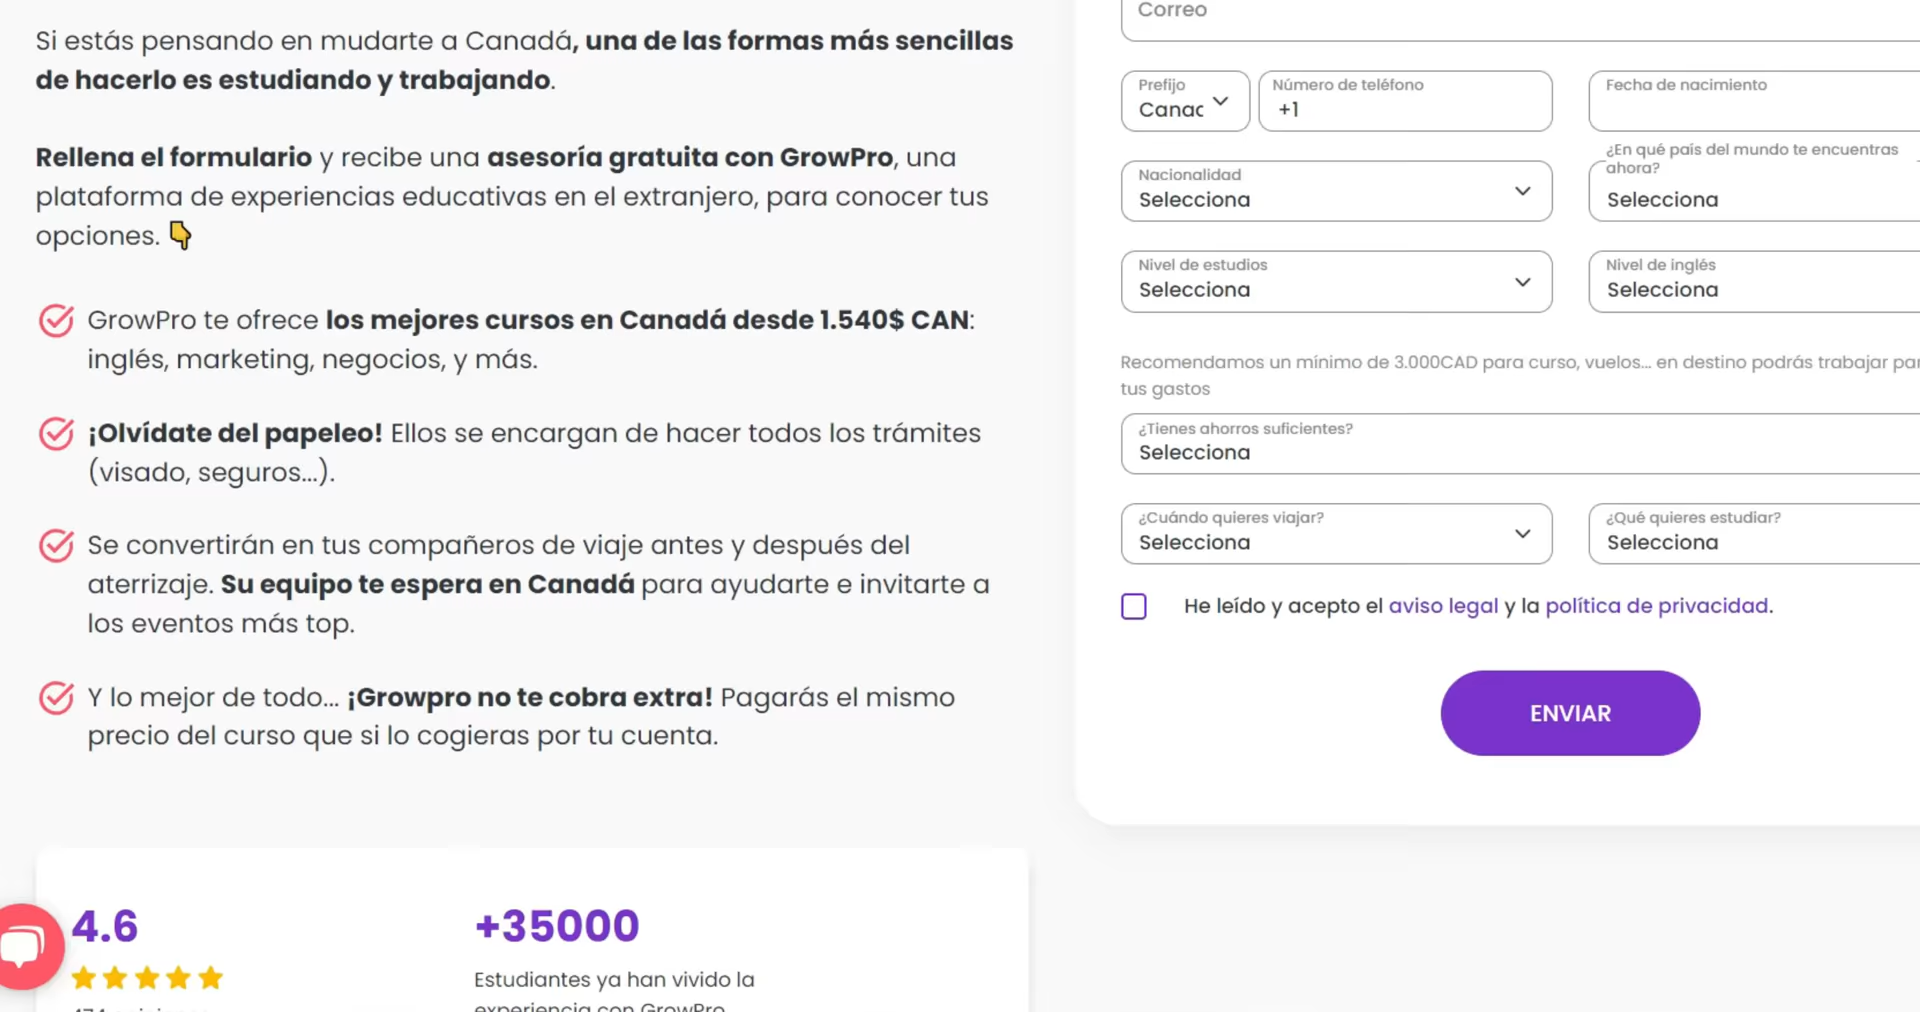 Si estás pensando en mudarte a Canadá, una de las formas más sencillas
de hacerlo es estudiando y trabajando.
Rellena el formulario y recibe una asesoría gratuita con GrowPro, una
plataforma de experiencias educativas en el extranjero, para conocer tus
opciones. 👇
GrowPro te ofrece los mejores cursos en Canadá desde 1.540$ CAN:
inglés, marketing, negocios, y más.
¡Olvídate del papeleo! Ellos se encargan de hacer todos los trámites
(visado, seguros...).
Se convertirán en tus compañeros de viaje antes y después del
aterrizaje. Su equipo te espera en Canadá para ayudarte e invitarte a
los eventos más top.
Y lo mejor de todo... ¡Growpro no te cobra extra! Pagarás el mismo
precio del curso que si lo cogieras por tu cuenta.
4.6
+35000
Estudiantes ya han vivido la
experiencia con GrowPro
Correo
Prefijo
Canac
Número de teléfono
+1
Fecha de nacimiento
Nacionalidad
Selecciona
¿En qué país del mundo te encuentras
ahora?
Selecciona
Nivel de estudios
Selecciona
Nivel de inglés
Selecciona
Recomendamos un mínimo de 3.000CAD para curso, vuelos... en destino podrás trabajar
tus gastos
¿Tienes ahorros suficientes?
Selecciona
¿Cuándo quieres viajar?
Selecciona
¿Qué quieres estudiar?
Selecciona
He leído y acepto el aviso legal y la política de privacidad.
ENVIAR